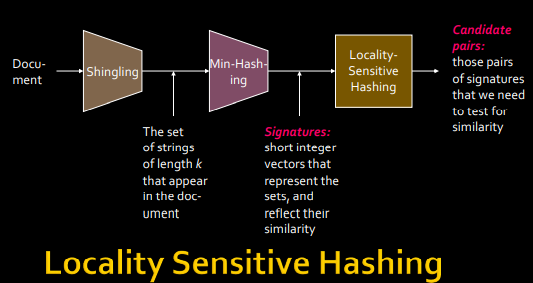 Docu-
ment
Shingling
Min-Hash-
ing
Locality-
Sensitive
Hashing
Candidate
pairs:
those pairs
of signatures
that we need
to test for
similarity
The set
of strings
of length k
that appear
in the doc-
ument
Signatures:
short integer
vectors that
represent the
sets, and
reflect their
similarity
Locality Sensitive Hashing